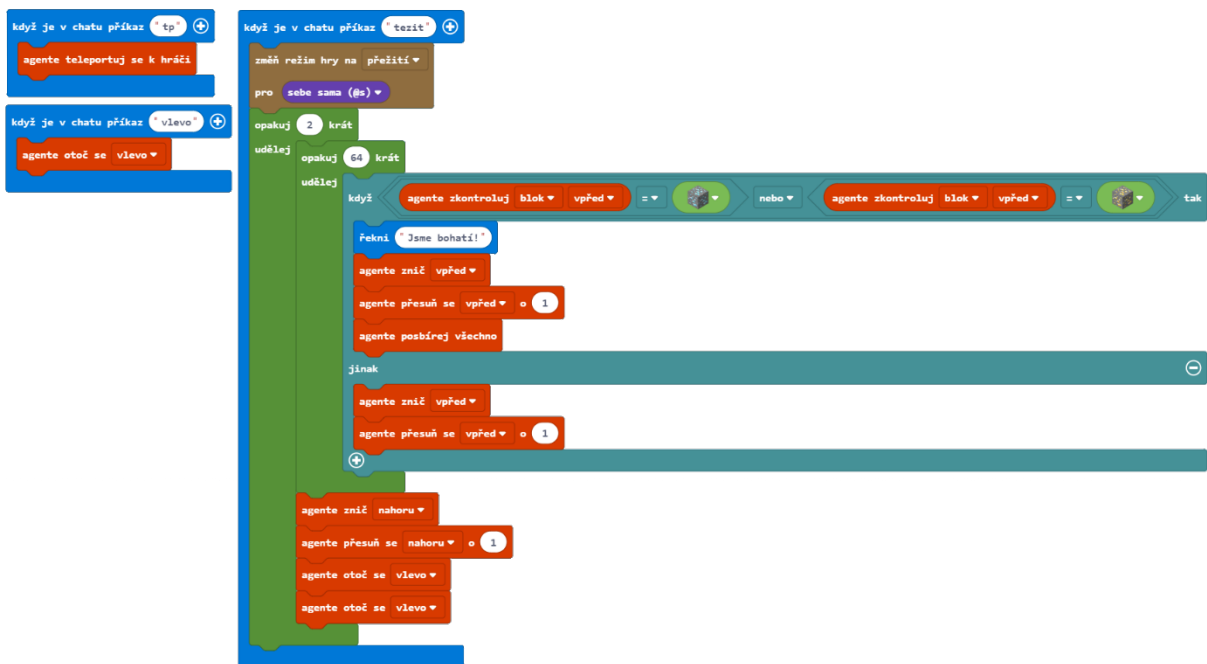 když je v chatu příkaz "tp"
agente teleportuj se k hráči
když je v chatu příkaz "vlevo"
agente otoč se vlevo
když je v chatu příkaz "tezit"
změň režim hry na přežití
pro sebe sama (@s)
opakuj 2 krát
udělej
opakuj 64 krát
udělej
když agente zkontroluj blok vpřed = nebo agente zkontroluj blok vpřed = tak
řekni "Jsme bohatí!"
agente znič vpřed
agente přesuň se vpřed o 1
agente posbírej všechno
jinak
agente znič vpřed
agente přesuň se vpřed o 1
agente znič nahoru
agente přesuň se nahoru o 1
agente otoč se vlevo
agente otoč se vlevo